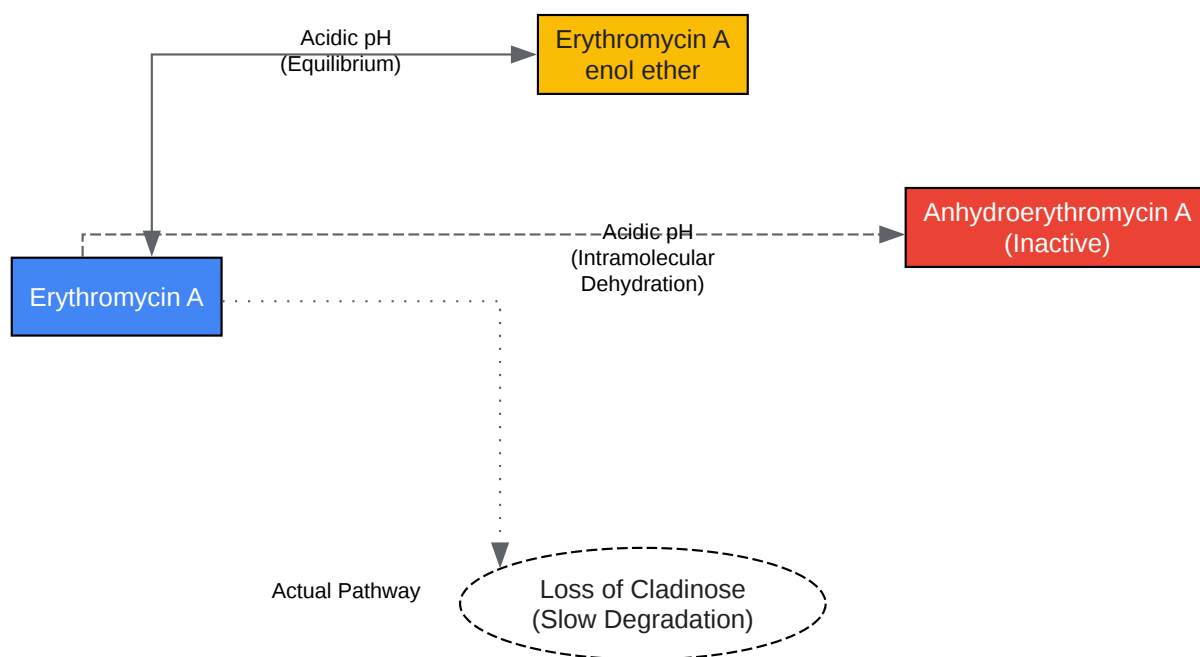 Acidic pH
(Equilibrium)
Erythromycin A
enol ether
Anhydroerythromycin A
(Inactive)
Acidic pH
(Intramolecular
Dehydration)
Erythromycin A
Actual Pathway
Loss of Cladinose
(Slow Degradation)